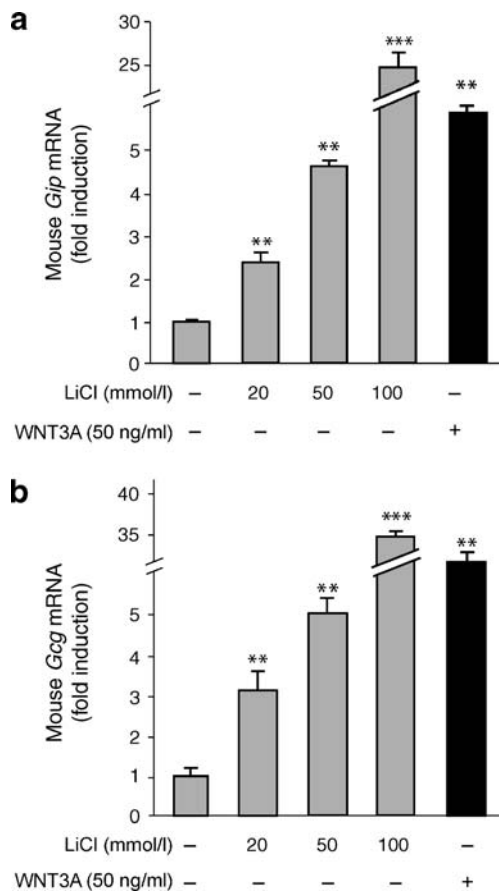 a
Mouse Gip mRNA
(fold induction)
30
25
5
4
3
2
1
0
**
**
***
**
LiCl (mmol/l) – 20 50 100 –
WNT3A (50 ng/ml) – – – – +
b
Mouse Gcg mRNA
(fold induction)
40
35
5
4
3
2
1
0
**
**
***
**
LiCl (mmol/l) – 20 50 100 –
WNT3A (50 ng/ml) – – – – +